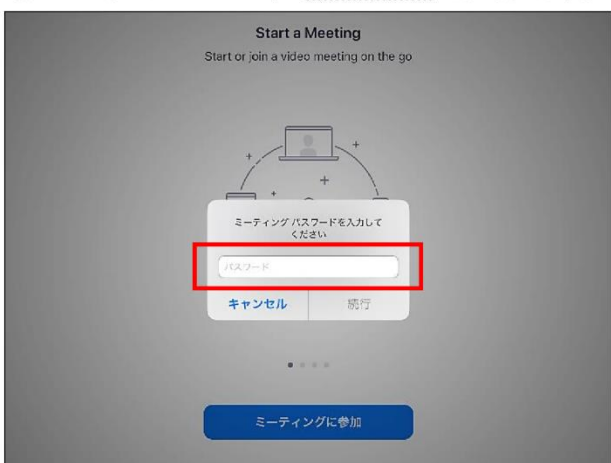 Start a Meeting
Start or join a video meeting on the go
ミーティング パスワードを入力して
ください
パスワード
キャンセル
続行
ミーティングに参加